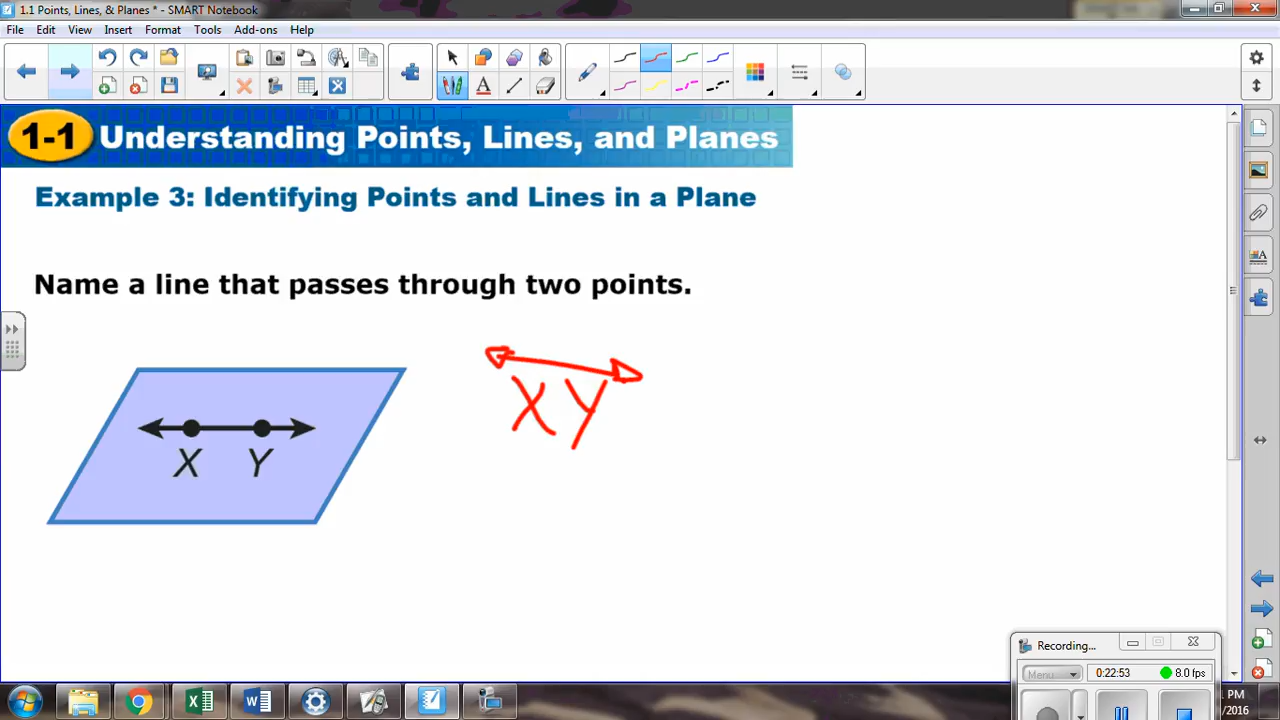 1.1 Points, Lines, & Planes * - SMART Notebook
File Edit View Insert Format Tools Add-ons Help
1-1 Understanding Points, Lines, and Planes
Example 3: Identifying Points and Lines in a Plane
Name a line that passes through two points.
XY
X Y
Recording...
Menu 0:22:53 8.0 fps
PM
/2016